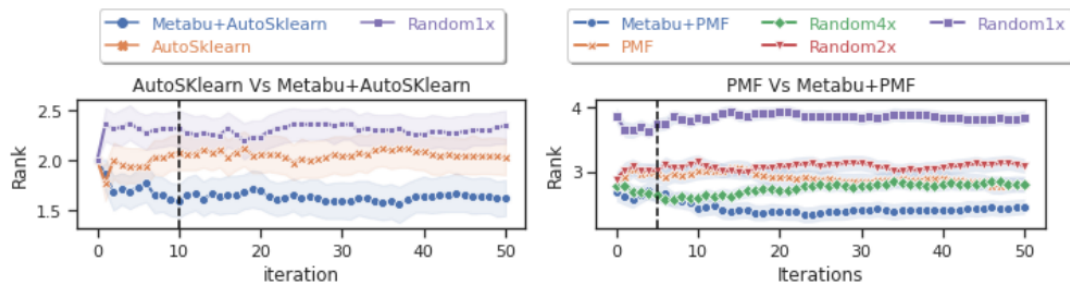 Metabu+AutoSklearn
Random1x
AutoSklearn
AutoSKlearn Vs Metabu+AutoSKlearn
Rank
2.5
2.0
1.5
0
10
20
30
40
50
iteration
Metabu+PMF
Random4x
Random1x
PMF
Random2x
PMF Vs Metabu+PMF
Rank
4
3
0
10
20
30
40
50
Iterations